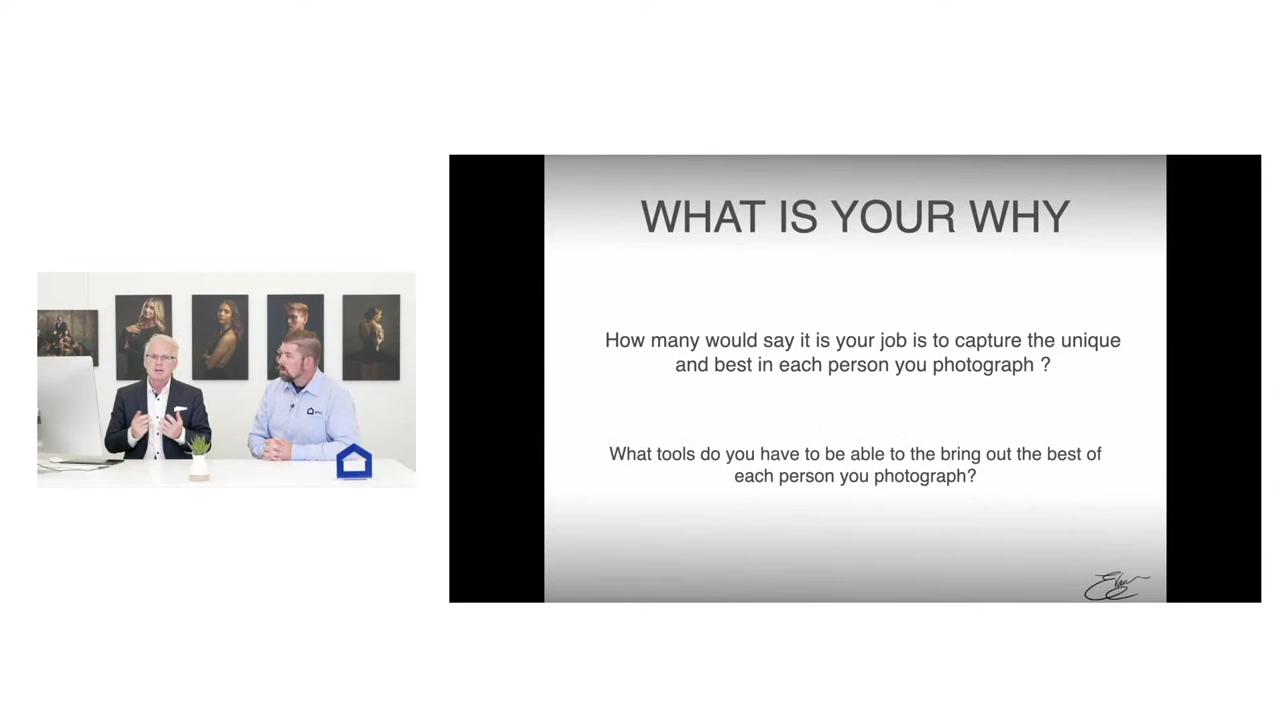 WHAT IS YOUR WHY
How many would say it is your job is to capture the unique
and best in each person you photograph ?
What tools do you have to be able to the bring out the best of
each person you photograph?